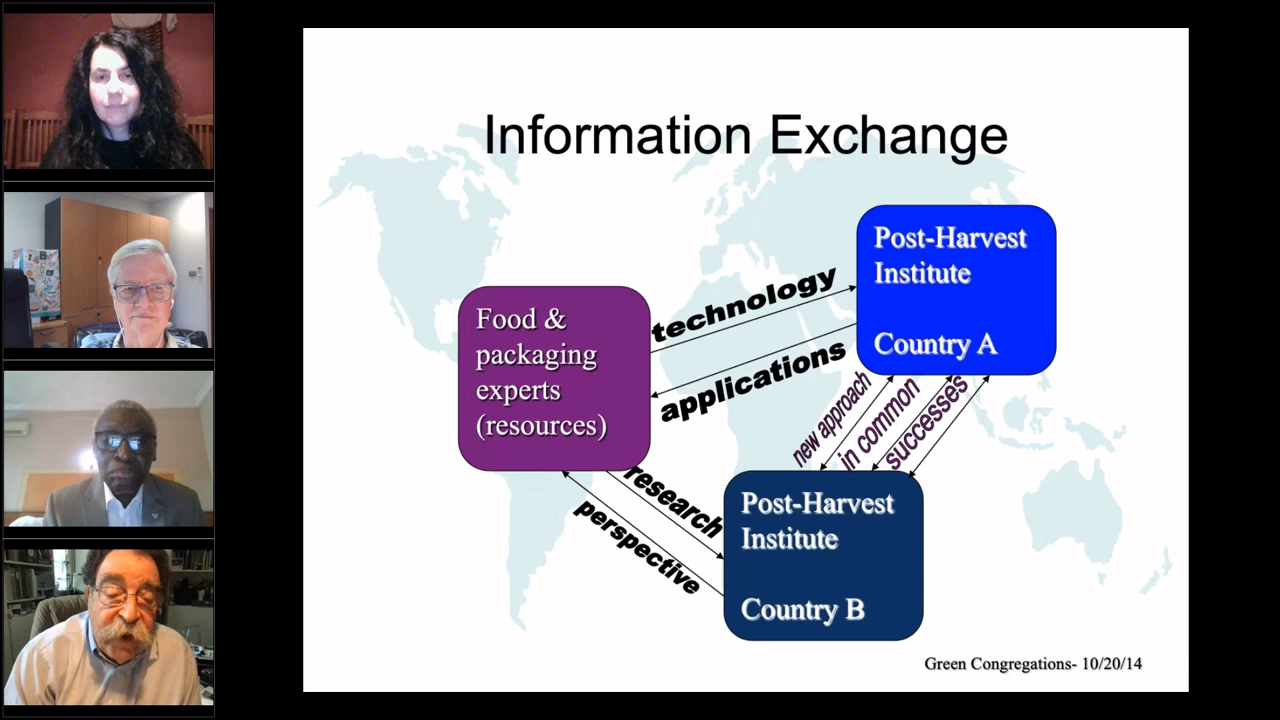 Information Exchange
Post-Harvest
Institute
Country A
technology
applications
Food &
packaging
experts
(resources)
new approach
in common
successes
research
perspective
Post-Harvest
Institute
Country B
Green Congregations- 10/20/14